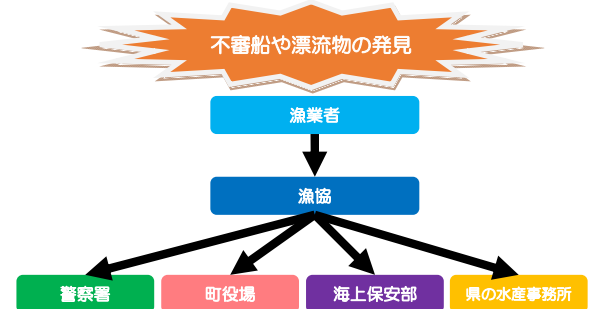 不審船や漂流物の発見
漁業者
漁協
警察署
町役場
海上保安部
県の水産事務所